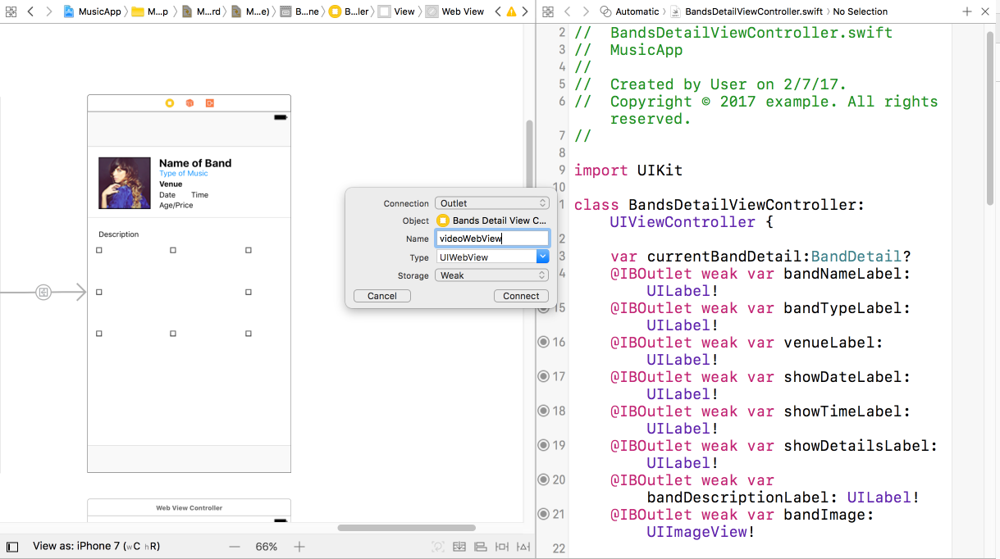 MusicApp M...p M...rd M...e) B...ne B...ler View Web View
Automatic BandsDetailViewController.swift No Selection
Name of Band
Type of Music
Venue
Date Time
Age/Price
Description
Web View Controller
View as: iPhone 7 (wC hR)
66%
Connection Outlet
Object Bands Detail View C...
Name videoWebView
Type UIWebView
Storage Weak
Cancel Connect
2 // BandsDetailViewController.swift
3 // MusicApp
4 //
5 // Created by User on 2/7/17.
6 // Copyright © 2017 example. All rights
reserved.
7 //
8
9 import UIKit
10
1 class BandsDetailViewController:
UIViewController {
2
3 var currentBandDetail:BandDetail?
4 @IBOutlet weak var bandNameLabel:
UILabel!
15 @IBOutlet weak var bandTypeLabel:
UILabel!
16 @IBOutlet weak var venueLabel:
UILabel!
17 @IBOutlet weak var showDateLabel:
UILabel!
18 @IBOutlet weak var showTimeLabel:
UILabel!
19 @IBOutlet weak var showDetailsLabel:
UILabel!
20 @IBOutlet weak var
bandDescriptionLabel: UILabel!
21 @IBOutlet weak var bandImage:
UIImageView!
22